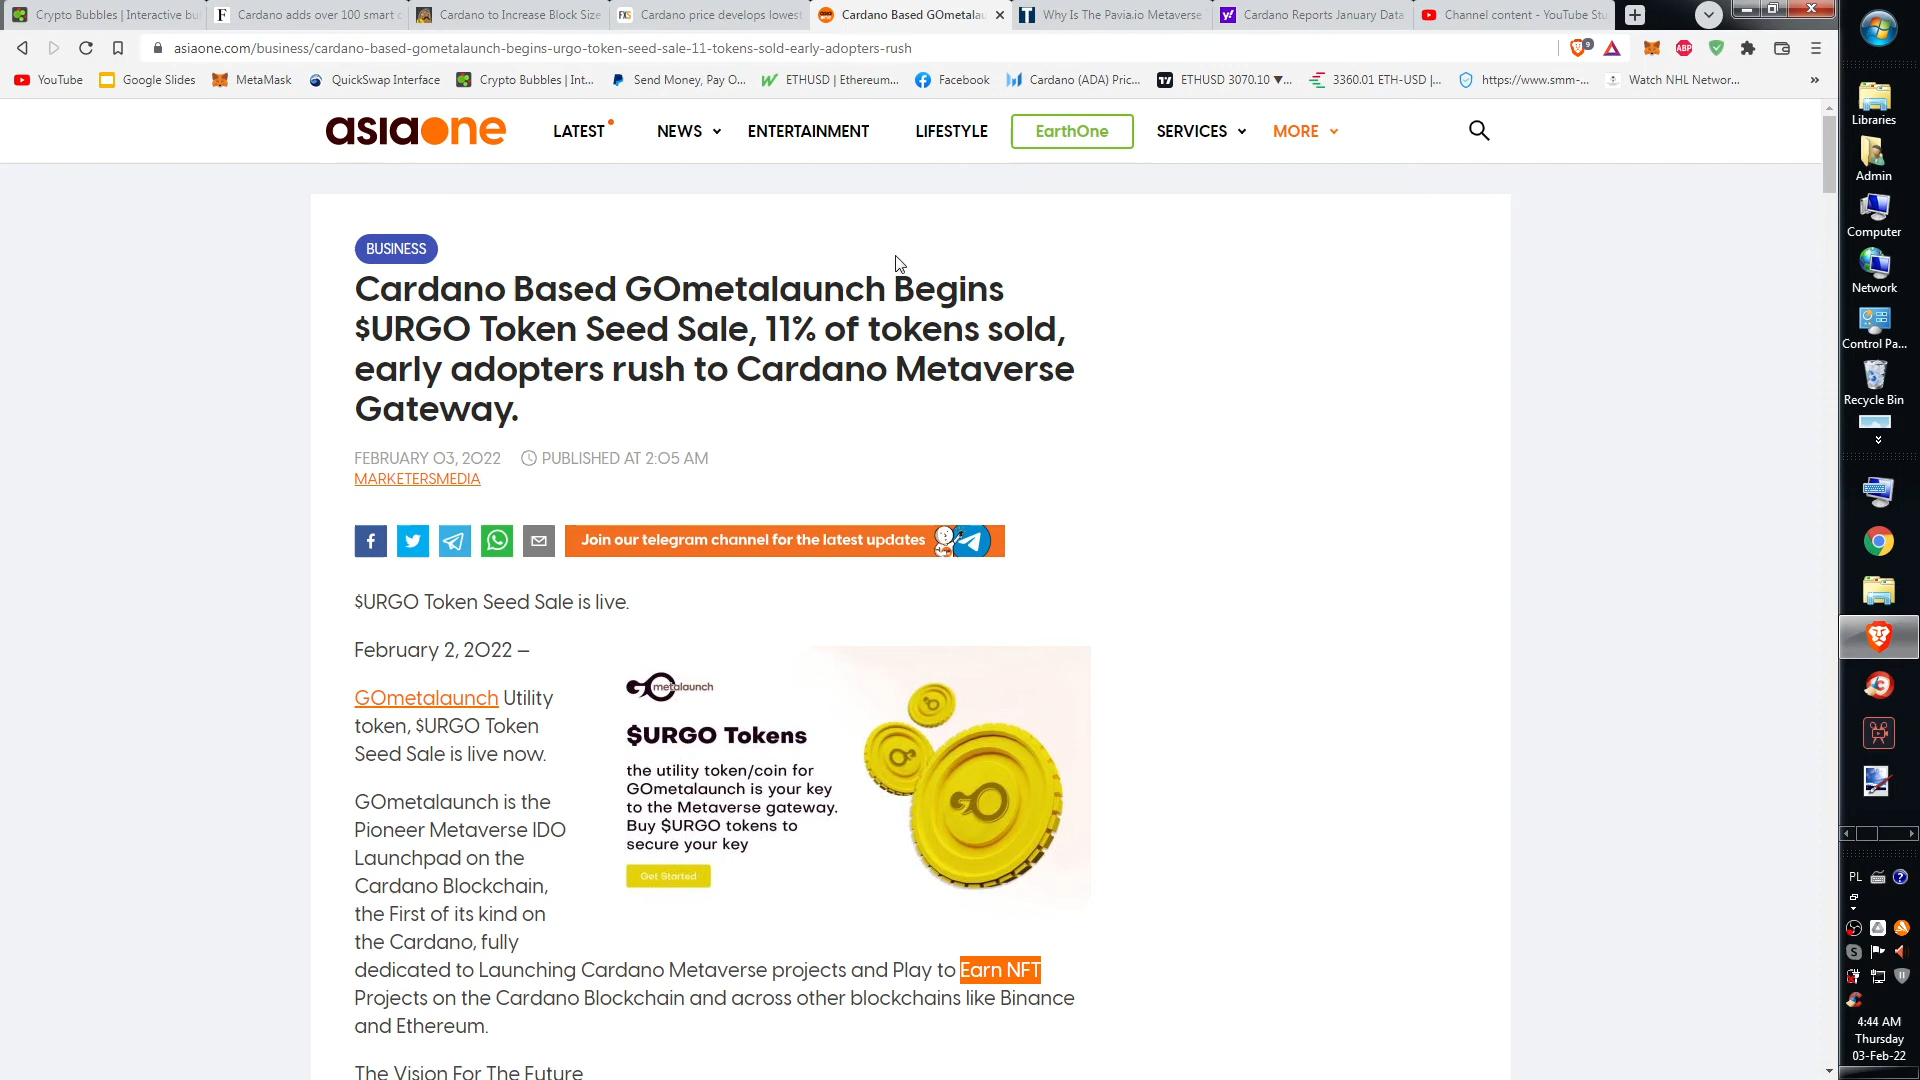 Crypto Bubbles | Interactive bu
Cardano adds over 100 smart c
Cardano to Increase Block Size
Cardano price develops lowest
Cardano Based GOmetalau
Why Is The Pavia.io Metaverse
Cardano Reports January Data
Channel content - YouTube Stu
asiaone.com/business/cardano-based-gometalaunch-begins-urgo-token-seed-sale-11-tokens-sold-early-adopters-rush
9
ABP
YouTube
Google Slides
MetaMask
QuickSwap Interface
Crypto Bubbles | Int...
Send Money, Pay O...
ETHUSD | Ethereum...
Facebook
Cardano (ADA) Pric...
ETHUSD 3070.10 ▼...
3360.01 ETH-USD |...
https://www.smm-...
Watch NHL Networ...
»
asiaone
LATEST
NEWS
ENTERTAINMENT
LIFESTYLE
EarthOne
SERVICES
MORE
BUSINESS
Cardano Based GOmetalaunch Begins
$URGO Token Seed Sale, 11% of tokens sold,
early adopters rush to Cardano Metaverse
Gateway.
FEBRUARY 03, 2022 PUBLISHED AT 2:05 AM
MARKETERSMEDIA
Join our telegram channel for the latest updates
$URGO Token Seed Sale is live.
February 2, 2022 –
GOmetalaunch Utility
token, $URGO Token
Seed Sale is live now.
GOmetalaunch is the
Pioneer Metaverse IDO
Launchpad on the
Cardano Blockchain,
the First of its kind on
the Cardano, fully
dedicated to Launching Cardano Metaverse projects and Play to Earn NFT
Projects on the Cardano Blockchain and across other blockchains like Binance
and Ethereum.
The Vision For The Future
GO metalaunch
$URGO Tokens
the utility token/coin for
GOmetalaunch is your key
to the Metaverse gateway.
Buy $URGO tokens to
secure your key
Get Started
Libraries
Admin
Computer
Network
Control Pa...
Recycle Bin
PL
4:44 AM
Thursday
03-Feb-22